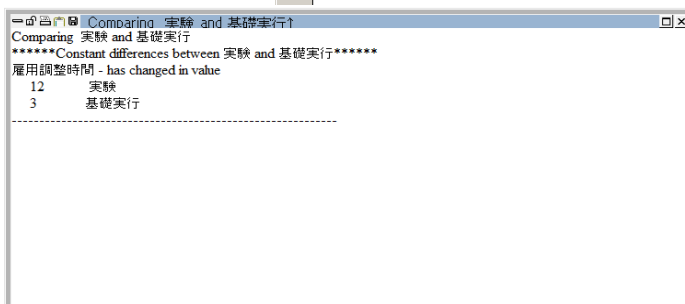 Comparing 実験 and 基礎実行↑
Comparing 実験 and 基礎実行
******Constant differences between 実験 and 基礎実行******
雇用調整時間 - has changed in value
12 実験
3 基礎実行
------------------------------------------------------------